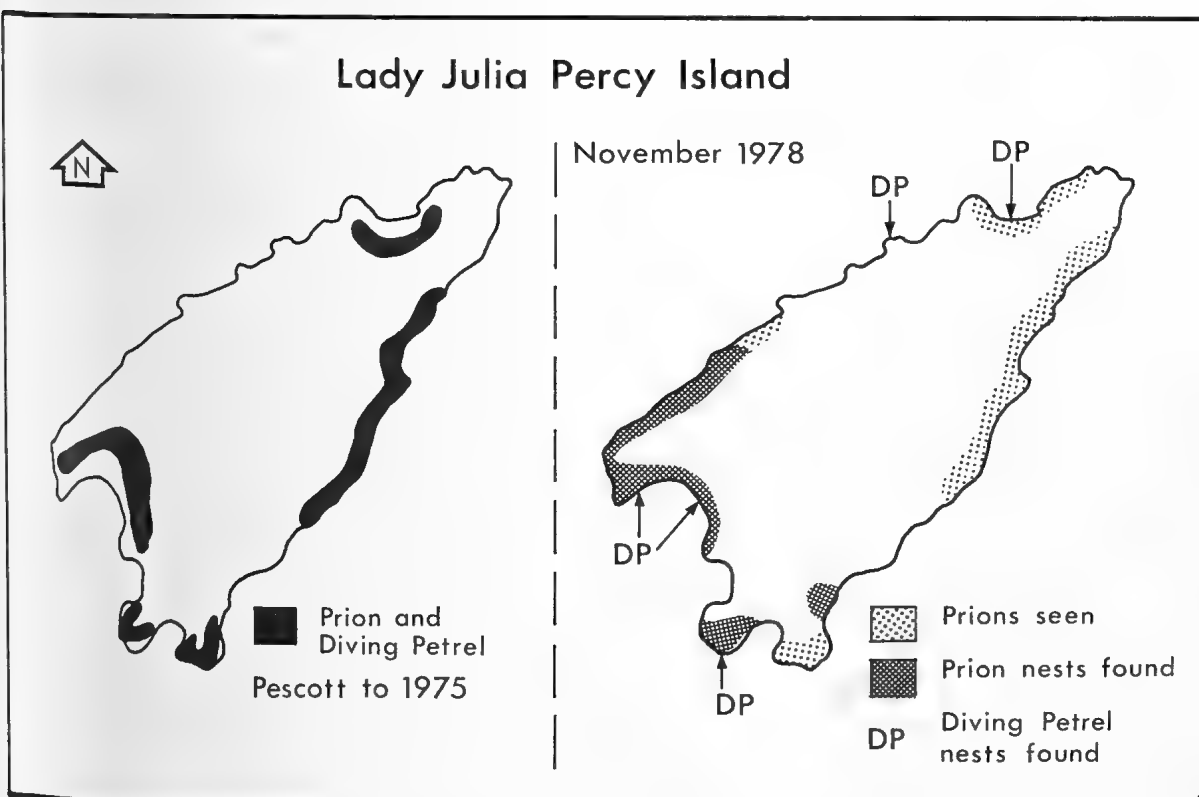 Lady Julia Percy Island
N
Prion and
Diving Petrel
Pescott to 1975
November 1978
DP
DP
DP
DP
Prions seen
Prion nests found
DP
Diving Petrel
nests found